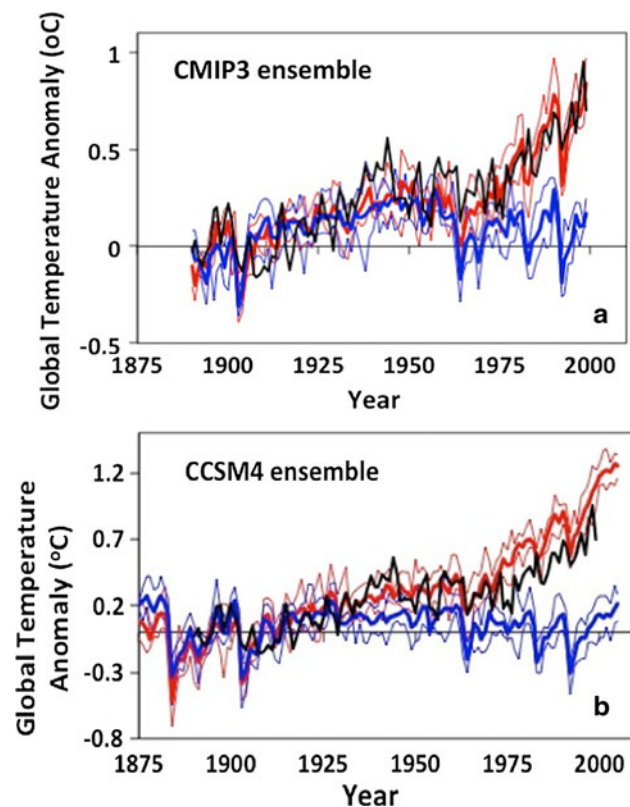 Global Temperature Anomaly (oC)
CMIP3 ensemble
1
0.5
0
-0.5
a
1875 1900 1925 1950 1975 2000
Year
Global Temperature
Anomaly (°C)
CCSM4 ensemble
1.2
0.7
0.2
-0.3
-0.8
b
1875 1900 1925 1950 1975 2000
Year